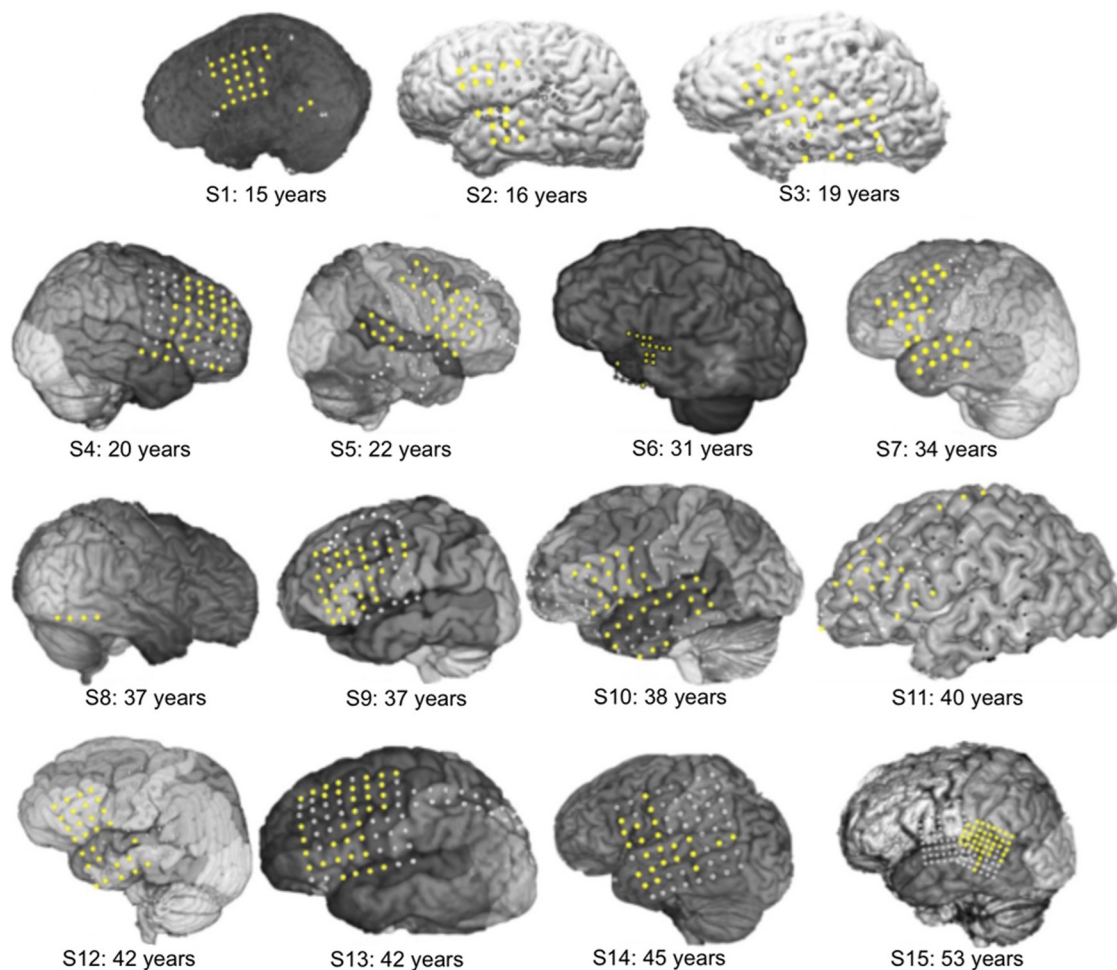 S1: 15 years
S2: 16 years
S3: 19 years
S4: 20 years
S5: 22 years
S6: 31 years
S7: 34 years
S8: 37 years
S9: 37 years
S10: 38 years
S11: 40 years
S12: 42 years
S13: 42 years
S14: 45 years
S15: 53 years